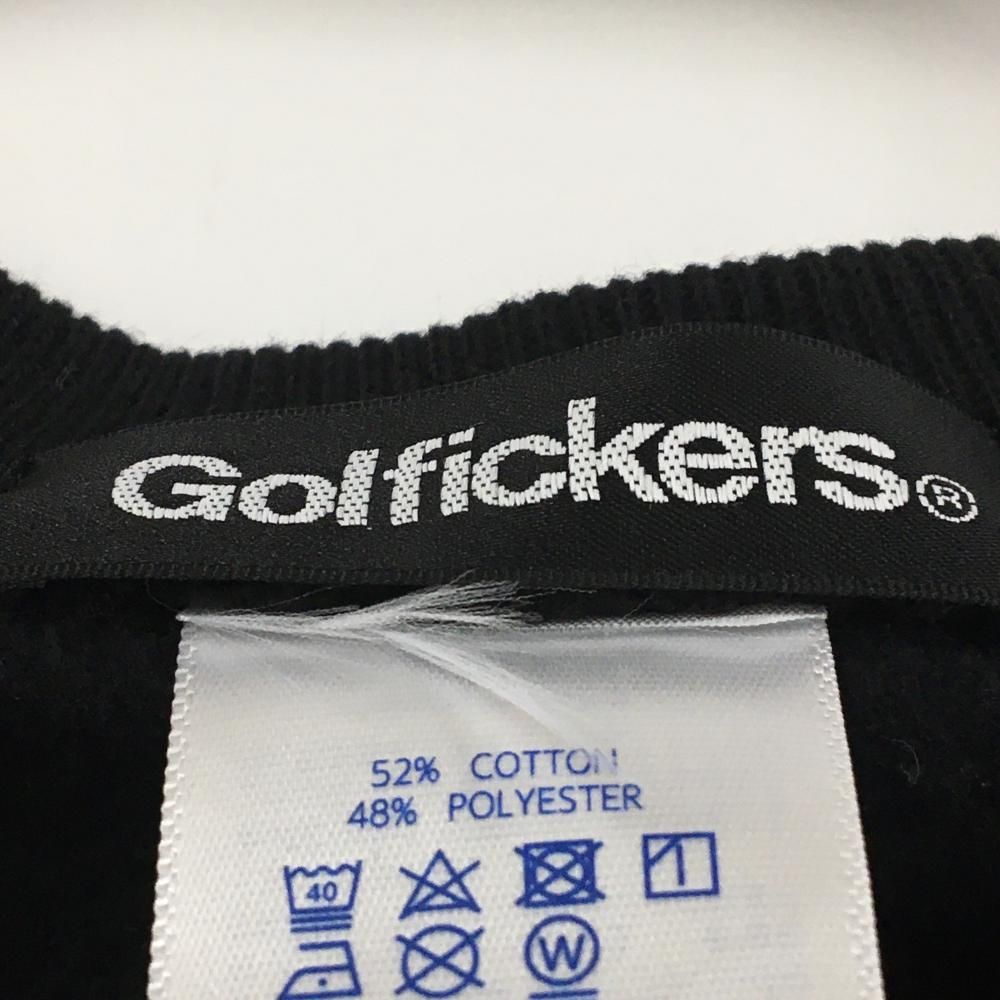 Golfickers®
52% COTTON
48% POLYESTER
40
W